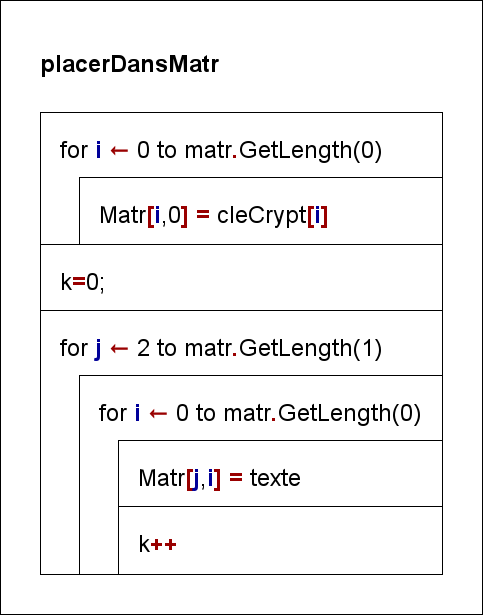 placerDansMatr
for i ← 0 to matr.GetLength(0)
Matr[i,0] = cleCrypt[i]
k=0;
for j ← 2 to matr.GetLength(1)
for i ← 0 to matr.GetLength(0)
Matr[j,i] = texte
k++